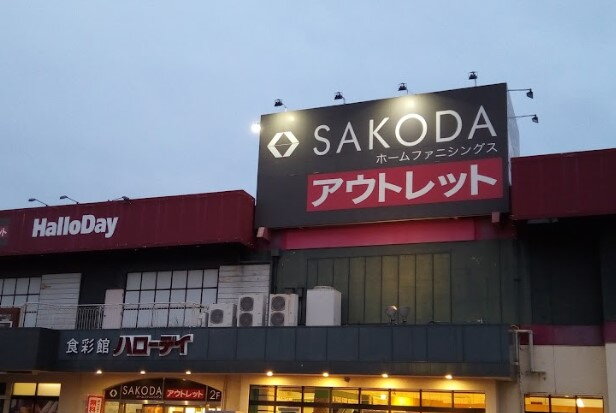 SAKODA
ホームファニシングス
アウトレット
HalloDay
食彩館 ハローデイ
SAKODA アウトレット 2F